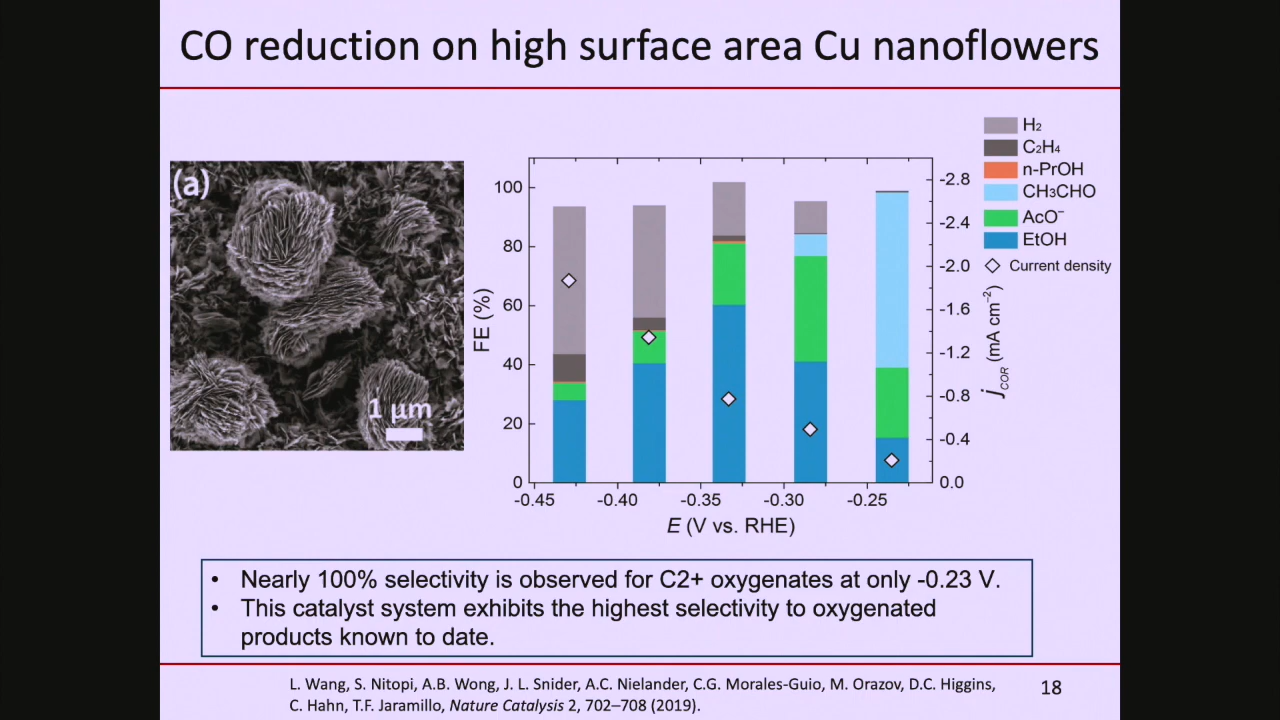 CO reduction on high surface area Cu nanoflowers
(a)
1 μm
FE (%)
100
80
60
40
20
0
-0.45
-0.40
-0.35
-0.30
-0.25
E (V vs. RHE)
-2.8
-2.4
-2.0
-1.6
-1.2
-0.8
-0.4
0.0
jCOR (mA cm⁻²)
H₂
C₂H₄
n-PrOH
CH₃CHO
AcO⁻
EtOH
Current density
• Nearly 100% selectivity is observed for C2+ oxygenates at only -0.23 V.
• This catalyst system exhibits the highest selectivity to oxygenated
products known to date.
L. Wang, S. Nitopi, A.B. Wong, J. L. Snider, A.C. Nielander, C.G. Morales-Guio, M. Orazov, D.C. Higgins,
C. Hahn, T.F. Jaramillo, Nature Catalysis 2, 702–708 (2019).
18